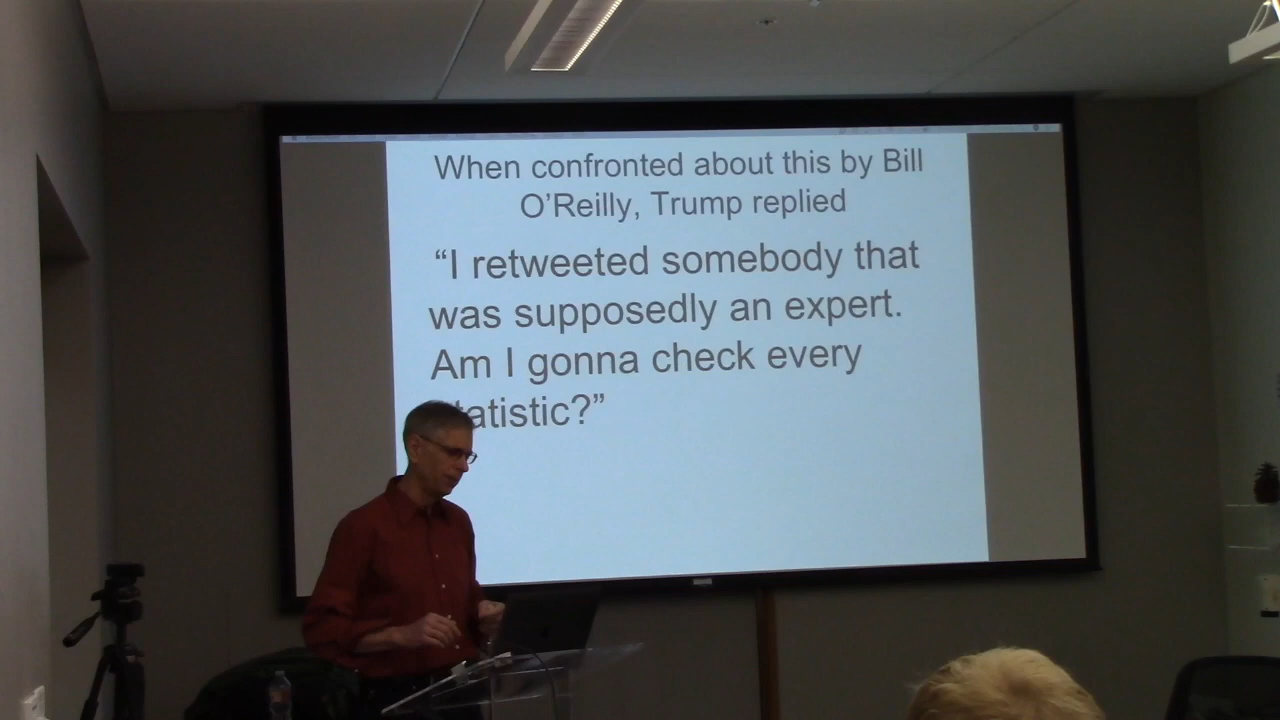 When confronted about this by Bill
O’Reilly, Trump replied
“I retweeted somebody that
was supposedly an expert.
Am I gonna check every
statistic?”